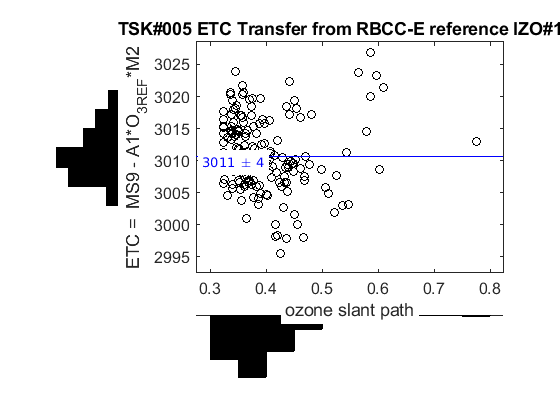 TSK#005 ETC Transfer from RBCC-E reference IZO#1
ETC = MS9 - A1*O3REF*M2
3025
3020
3015
3010
3005
3000
2995
3011 ± 4
0.3 0.4 0.5 0.6 0.7 0.8
ozone slant path